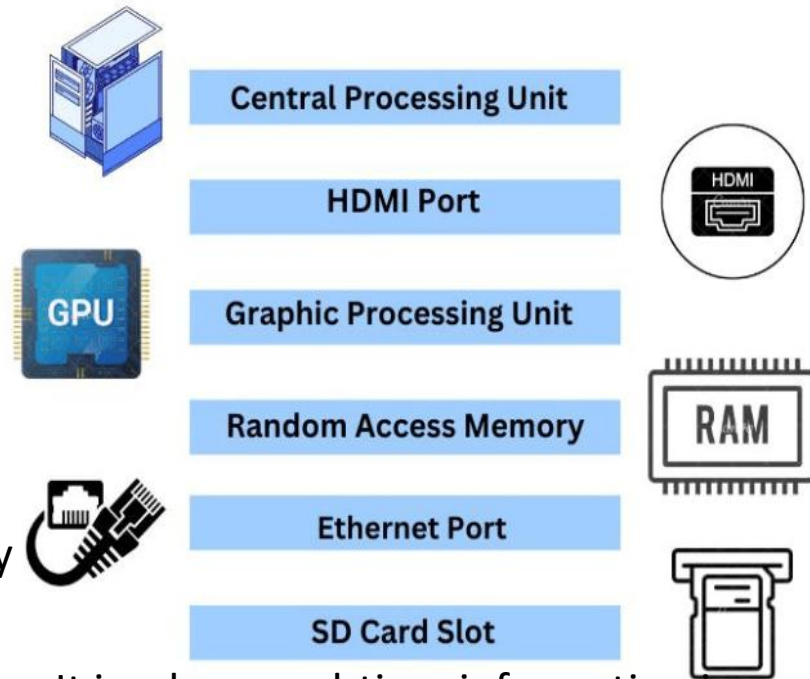 Central Processing Unit
HDMI Port
HDMI
GPU
Graphic Processing Unit
Random Access Memory
RAM
Ethernet Port
y
SD Card Slot